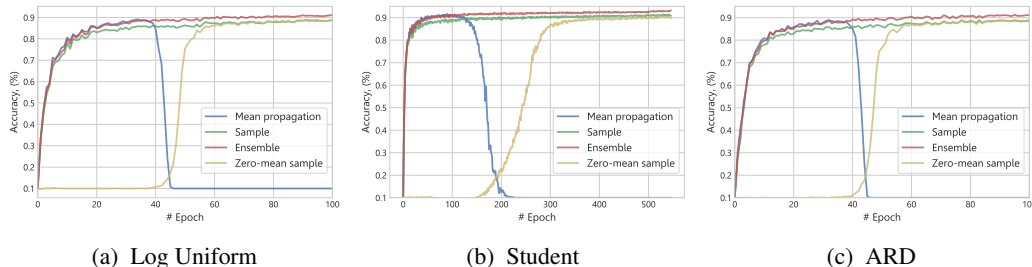 0.9
0.8
0.7
0.6
0.5
0.4
0.3
0.2
0.1
Accuracy, (%)
Mean propagation
Sample
Ensemble
Zero-mean sample
0 20 40 60 80 100
# Epoch
(a) Log Uniform
0.9
0.8
0.7
0.6
0.5
0.4
0.3
0.2
0.1
Accuracy, (%)
Mean propagation
Sample
Ensemble
Zero-mean sample
0 100 200 300 400 500
# Epoch
(b) Student
0.9
0.8
0.7
0.6
0.5
0.4
0.3
0.2
0.1
Accuracy, (%)
Mean propagation
Sample
Ensemble
Zero-mean sample
0 20 40 60 80 100
# Epoch
(c) ARD